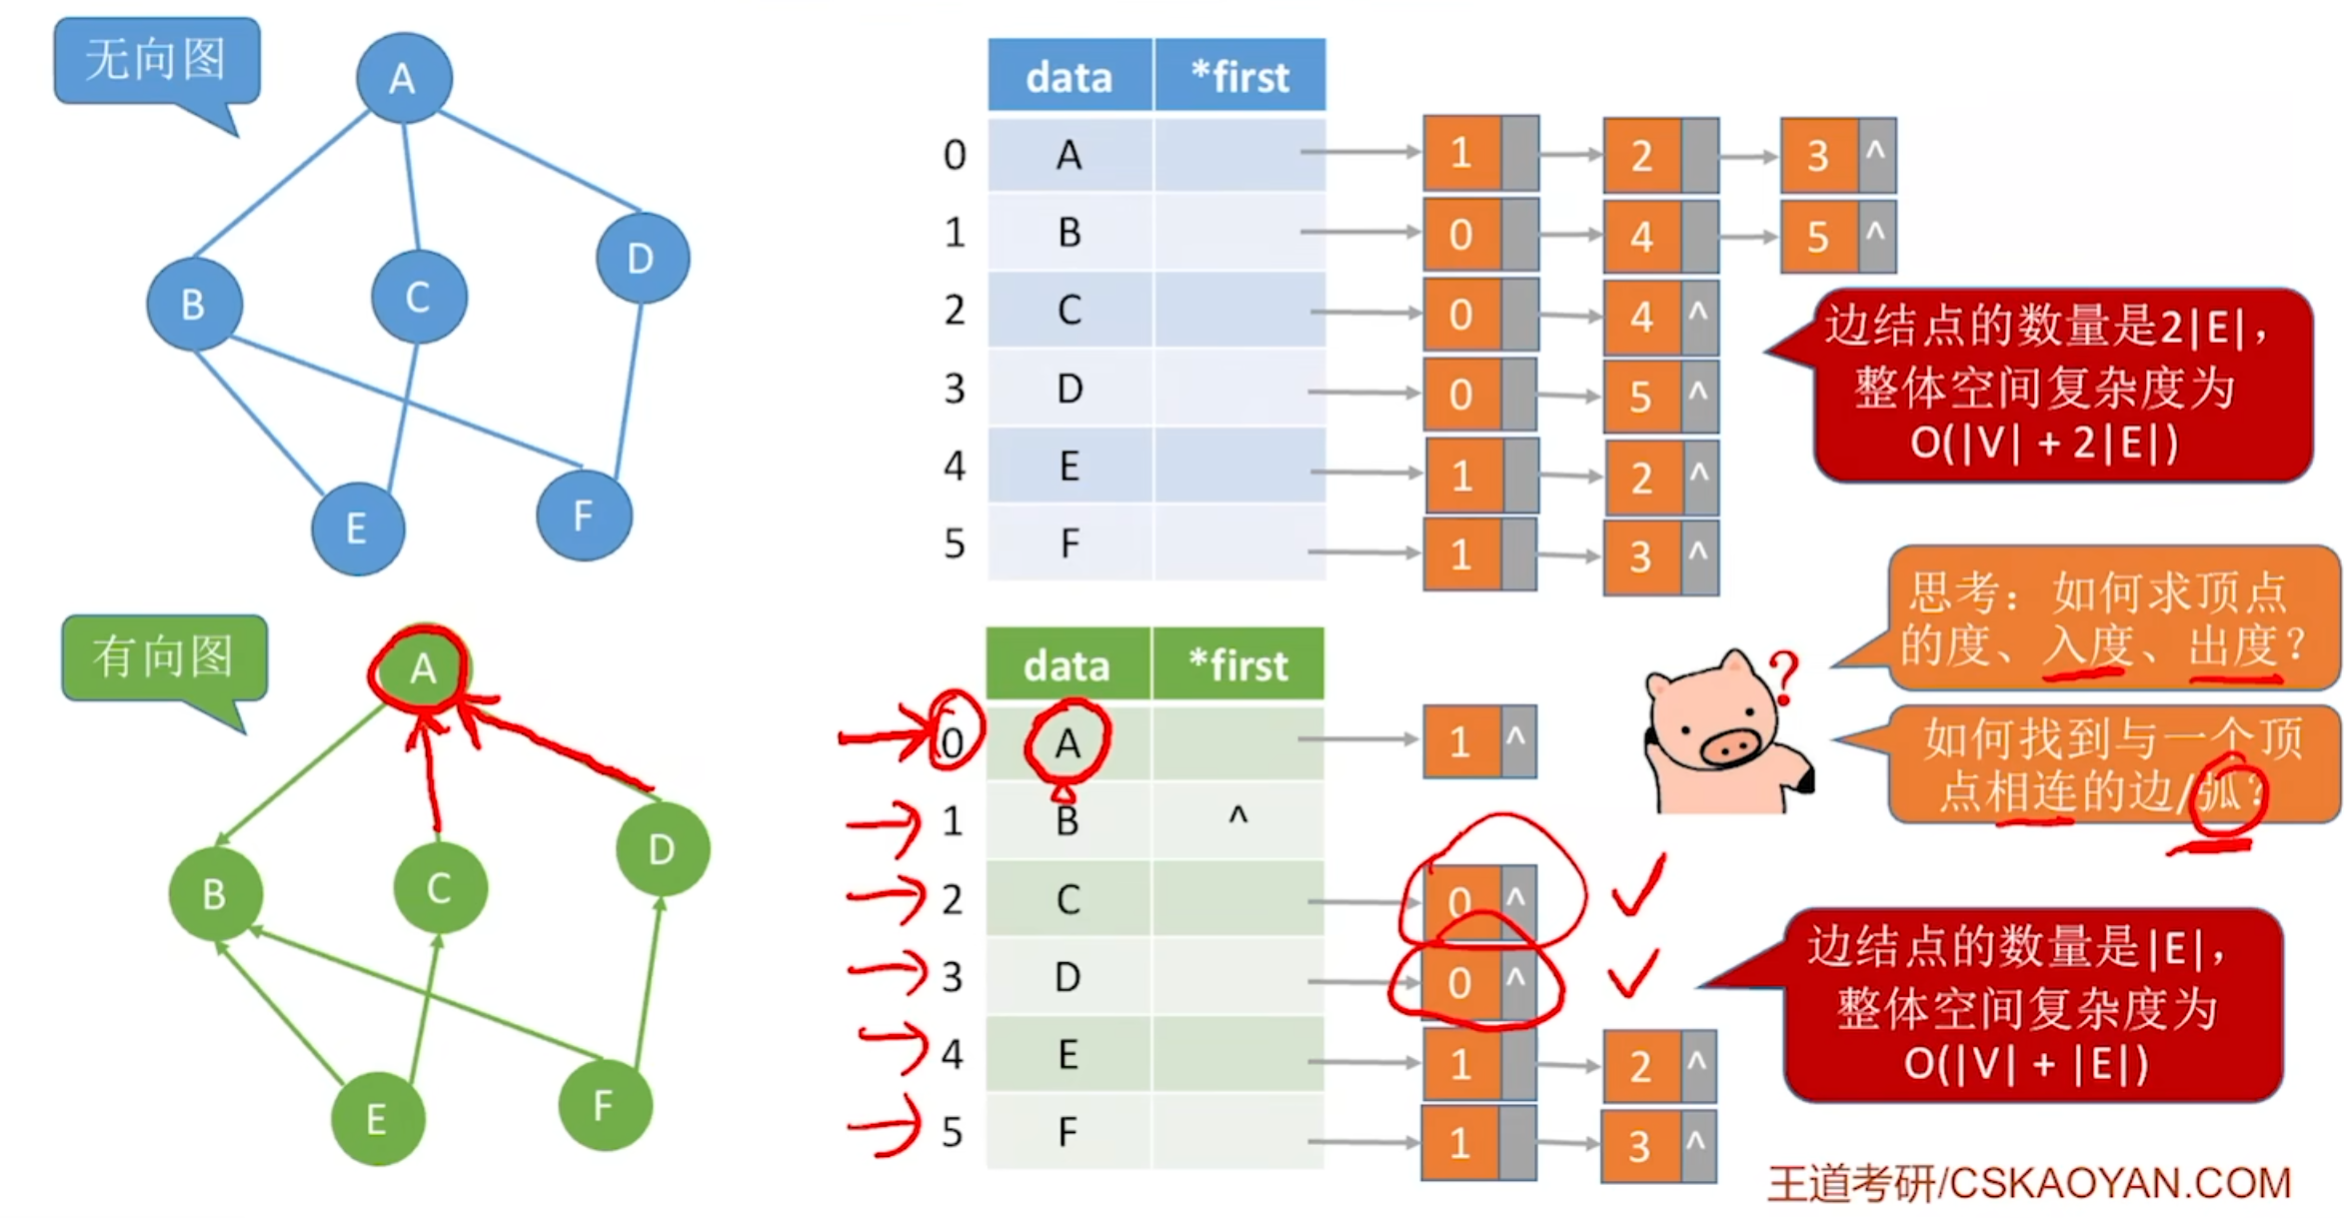 无向图
A
B
C
D
E
F
data *first
0 A 1 2 3 ^
1 B 0 4 5 ^
2 C 0 4 ^
3 D 0 5 ^
4 E 1 2 ^
5 F 1 3 ^
边结点的数量是2|E|，
整体空间复杂度为
O(|V| + 2|E|)
思考：如何求顶点
的度、入度、出度？
如何找到与一个顶
点相连的边/弧？
?
有向图
A
B
C
D
E
F
data *first
0 A 1 ^
1 B ^
2 C 0 ^
3 D 0 ^
4 E 1 2 ^
5 F 1 3 ^
边结点的数量是|E|，
整体空间复杂度为
O(|V| + |E|)
王道考研/CSKAOYAN.COM